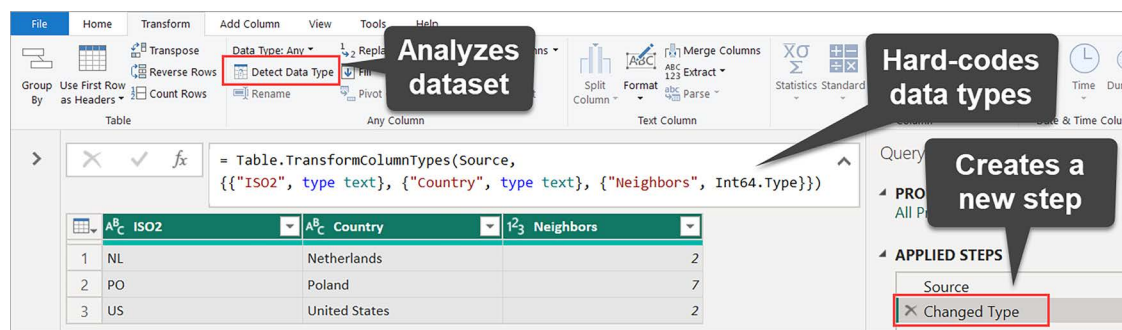 File Home Transform Add Column View Tools Help
Transpose
Data Type: Any
Merge Columns
Reverse Rows
Detect Data Type
Fill
Extract
Group By
Use First Row as Headers
Count Rows
Rename
Pivot
Split Column
Format
Parse
Statistics
Standard
Time
Table
Any Column
Text Column
Analyzes
dataset
Hard-codes
data types
Creates a
new step
fx
= Table.TransformColumnTypes(Source,
{{"ISO2", type text}, {"Country", type text}, {"Neighbors", Int64.Type}})
Query
ISO2 Country Neighbors
1 NL Netherlands 2
2 PO Poland 7
3 US United States 2
APPLIED STEPS
Source
Changed Type